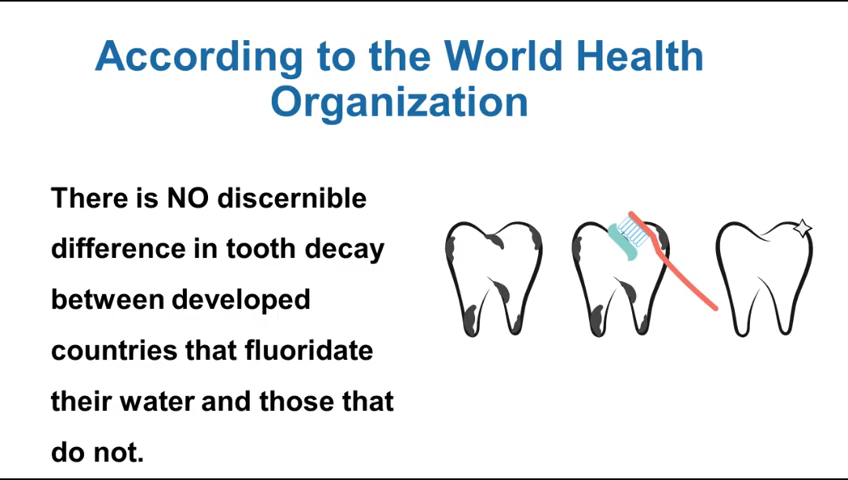 According to the World Health
Organization
There is NO discernible
difference in tooth decay
between developed
countries that fluoridate
their water and those that
do not.